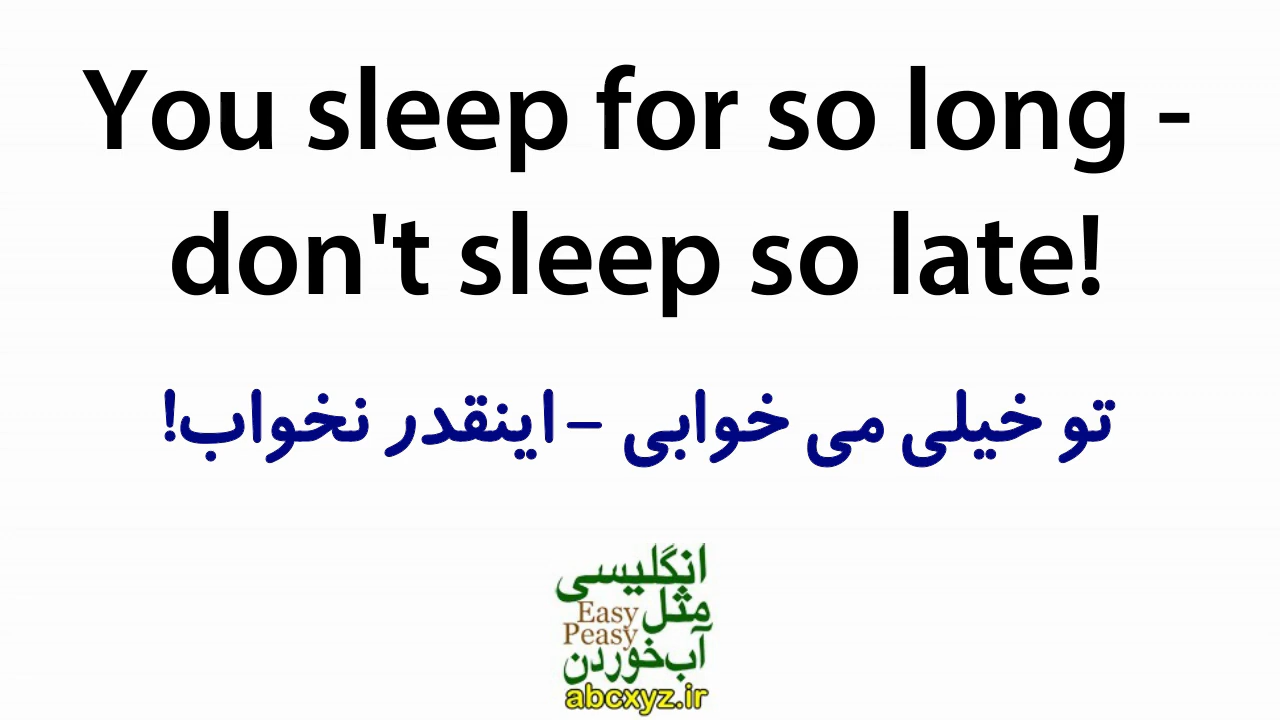 You sleep for so long -
don't sleep so late!
تو خیلی می خوابی – اینقدر نخواب!
انگلیسی
مثل
Easy
Peasy
آب‌خوردن
abcxyz.ir